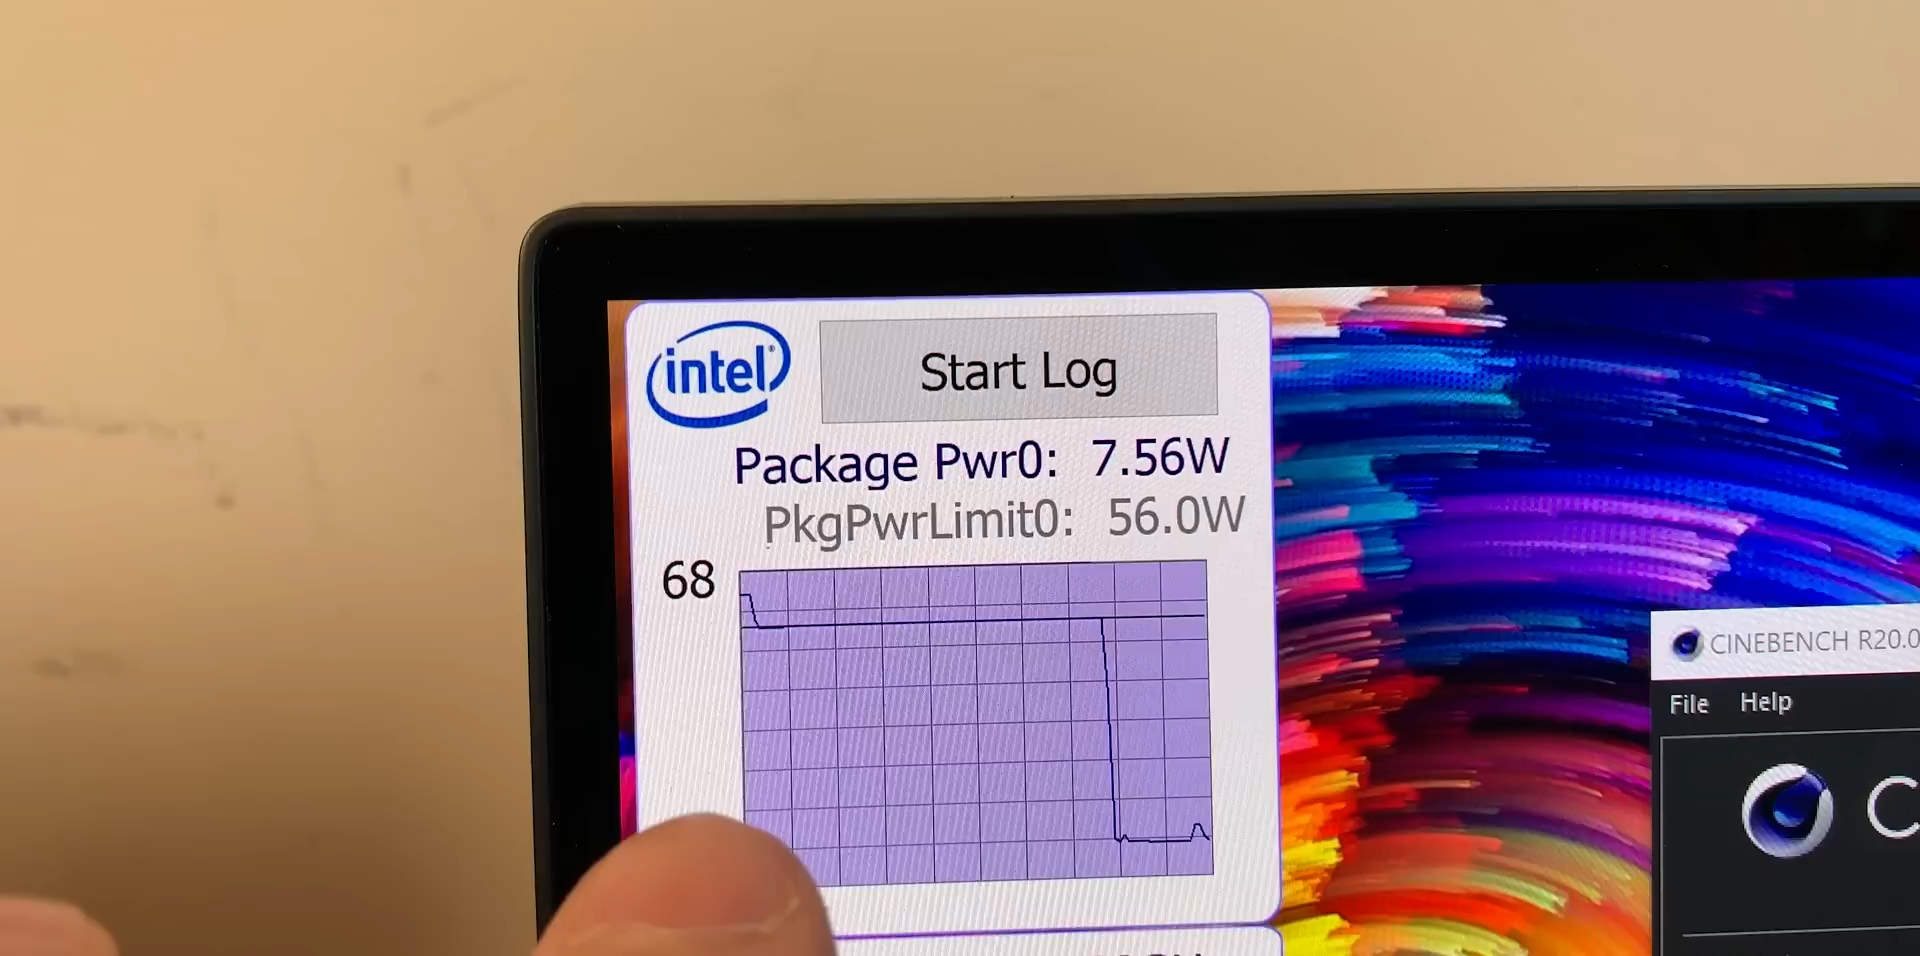 intel
Start Log
Package Pwr0: 7.56W
PkgPwrLimit0: 56.0W
68
CINEBENCH R20.0
File Help
C